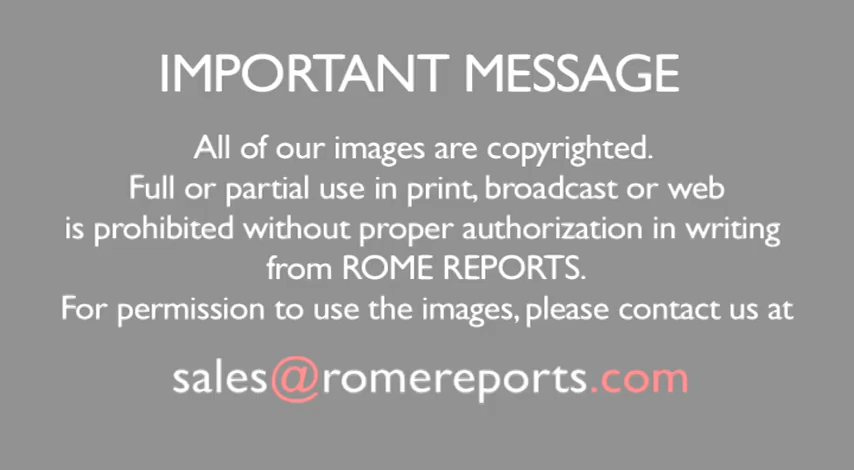 IMPORTANT MESSAGE
All of our images are copyrighted.
Full or partial use in print, broadcast or web
is prohibited without proper authorization in writing
from ROME REPORTS.
For permission to use the images, please contact us at
sales@romereports.com